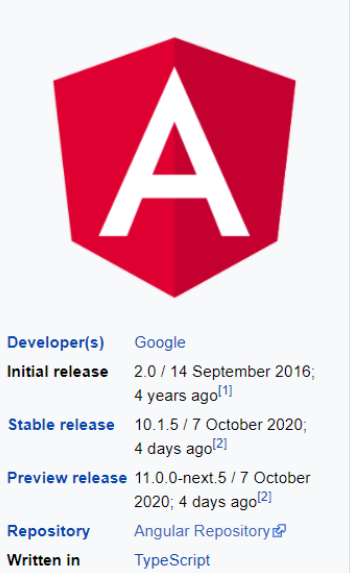 A
Developer(s) Google
Initial release 2.0 / 14 September 2016;
4 years ago[1]
Stable release 10.1.5 / 7 October 2020;
4 days ago[2]
Preview release 11.0.0-next.5 / 7 October
2020; 4 days ago[2]
Repository Angular Repository
Written in TypeScript